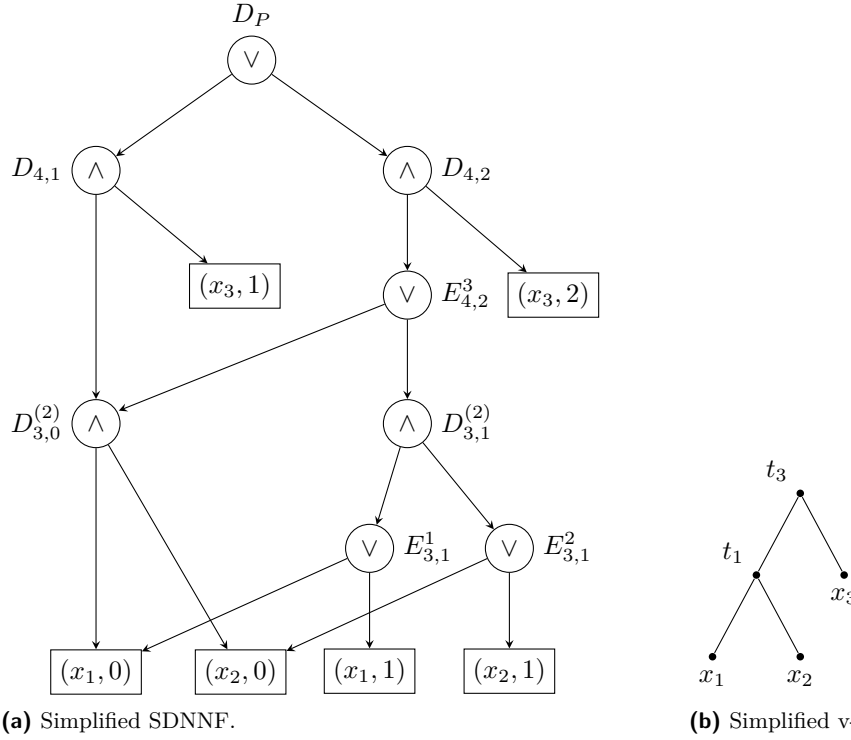 D_P
∨
D_{4,1} ∧ ∧ D_{4,2}
(x_3, 1) ∨ E^3_{4,2} (x_3, 2)
D^{(2)}_{3,0} ∧ ∧ D^{(2)}_{3,1}
t_3
∨ E^1_{3,1} ∨ E^2_{3,1} t_1
x_3
(x_1, 0) (x_2, 0) (x_1, 1) (x_2, 1) x_1 x_2
(a) Simplified SDNNF. (b) Simplified v-